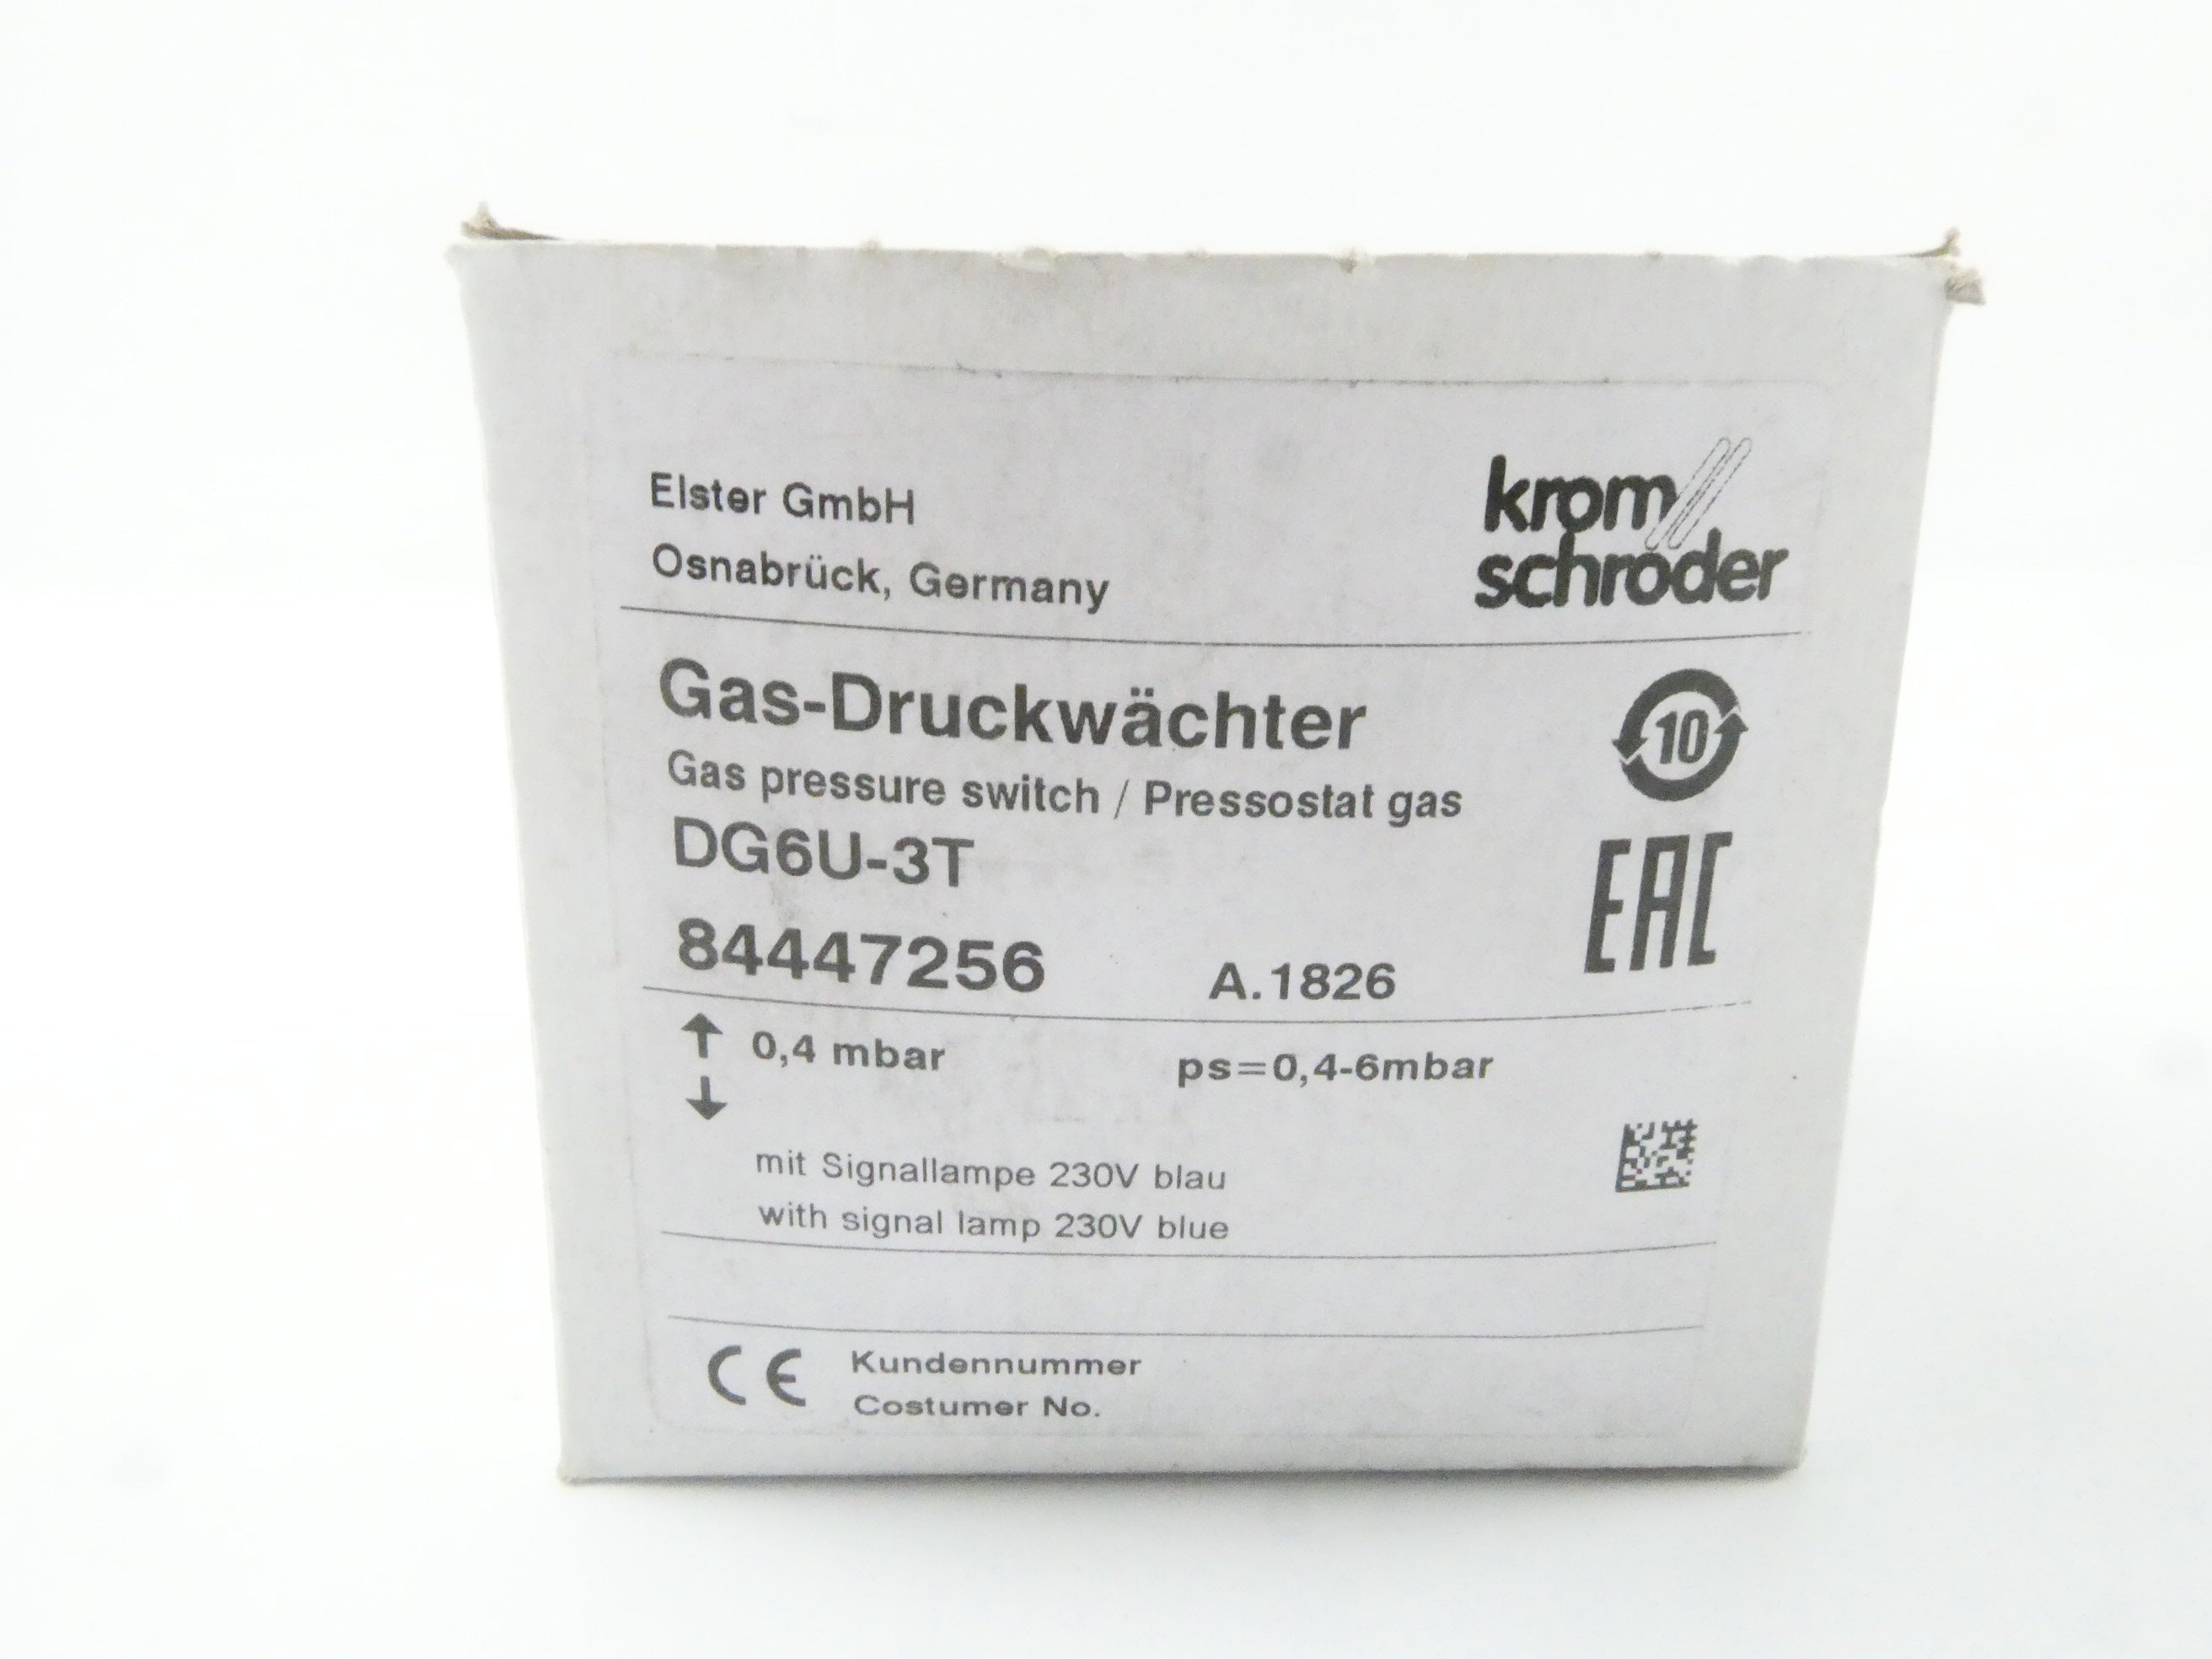 Elster GmbH
Osnabrück, Germany
krom
schröder
Gas-Druckwächter
Gas pressure switch / Pressostat gas
DG6U-3T
84447256 A.1826
10
EAC
↑ 0,4 mbar ps=0,4-6mbar
↓
mit Signallampe 230V blau
with signal lamp 230V blue
CE Kundennummer
Costumer No.